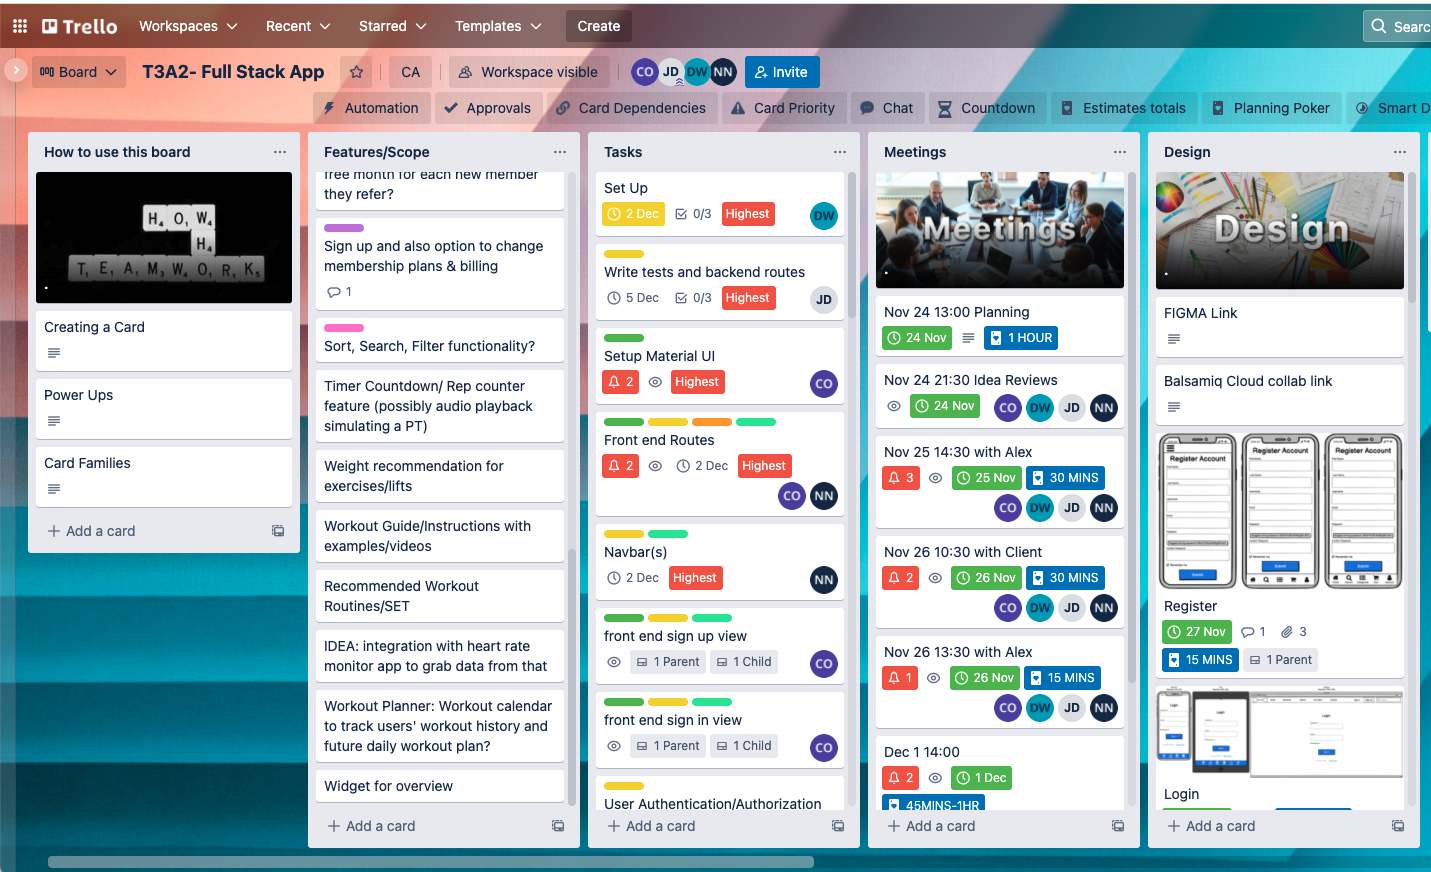 Trello
Workspaces
Recent
Starred
Templates
Create
Searc
Board
T3A2- Full Stack App
CA
Workspace visible
CO
JD
DW
NN
Invite
Automation
Approvals
Card Dependencies
Card Priority
Chat
Countdown
Estimates totals
Planning Poker
Smart D
How to use this board
HOW
H
TEAMWORKS
Creating a Card
Power Ups
Card Families
Add a card
Features/Scope
free month for each new member
they refer?
Sign up and also option to change
membership plans & billing
1
Sort, Search, Filter functionality?
Timer Countdown/ Rep counter
feature (possibly audio playback
simulating a PT)
Weight recommendation for
exercises/lifts
Workout Guide/Instructions with
examples/videos
Recommended Workout
Routines/SET
IDEA: integration with heart rate
monitor app to grab data from that
Workout Planner: Workout calendar
to track users' workout history and
future daily workout plan?
Widget for overview
Add a card
Tasks
Set Up
2 Dec 0/3 Highest
DW
Write tests and backend routes
5 Dec 0/3 Highest
JD
Setup Material UI
2 Highest
CO
Front end Routes
2 2 Dec Highest
CO NN
Navbar(s)
2 Dec Highest
NN
front end sign up view
1 Parent 1 Child
CO
front end sign in view
1 Parent 1 Child
CO
User Authentication/Authorization
Add a card
Meetings
Meetings
.
Nov 24 13:00 Planning
24 Nov 1 HOUR
Nov 24 21:30 Idea Reviews
24 Nov CO DW JD NN
Nov 25 14:30 with Alex
3 25 Nov 30 MINS
CO DW JD NN
Nov 26 10:30 with Client
2 26 Nov 30 MINS
CO DW JD NN
Nov 26 13:30 with Alex
1 26 Nov 15 MINS
CO DW JD NN
Dec 1 14:00
2 1 Dec
45MINS-1HR
Add a card
Design
Design
.
FIGMA Link
Balsamiq Cloud collab link
Register Account
Register Account
Register Account
Submit
Submit
Submit
Register
27 Nov 1 3
15 MINS 1 Parent
Login
Login
Login
Login
Add a card